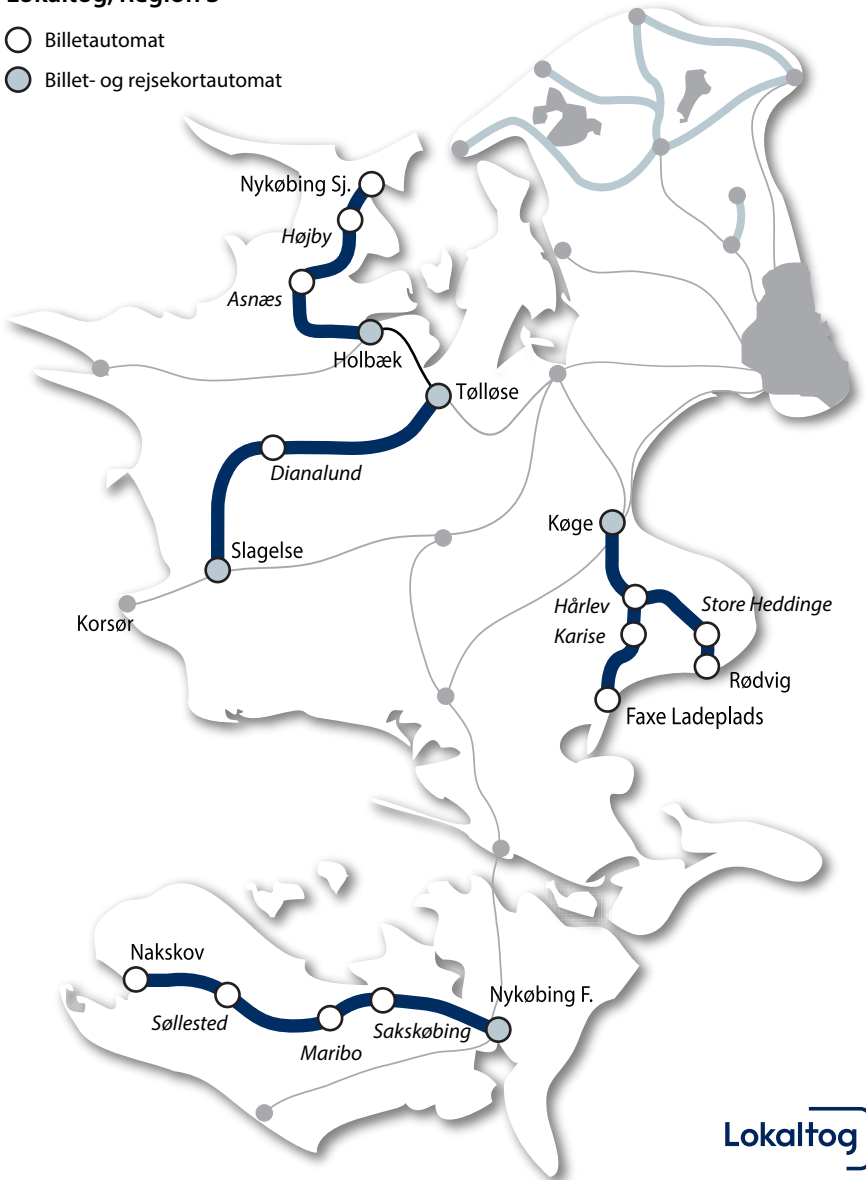 Billetautomat
Billet- og rejsekortautomat
Nykøbing Sj.
Højby
Asnæs
Holbæk
Tølløse
Dianalund
Slagelse
Korsør
Køge
Hårlev
Store Heddinge
Karise
Rødvig
Faxe Ladeplads
Nakskov
Søllested
Maribo
Sakskøbing
Nykøbing F.
Lokaltog